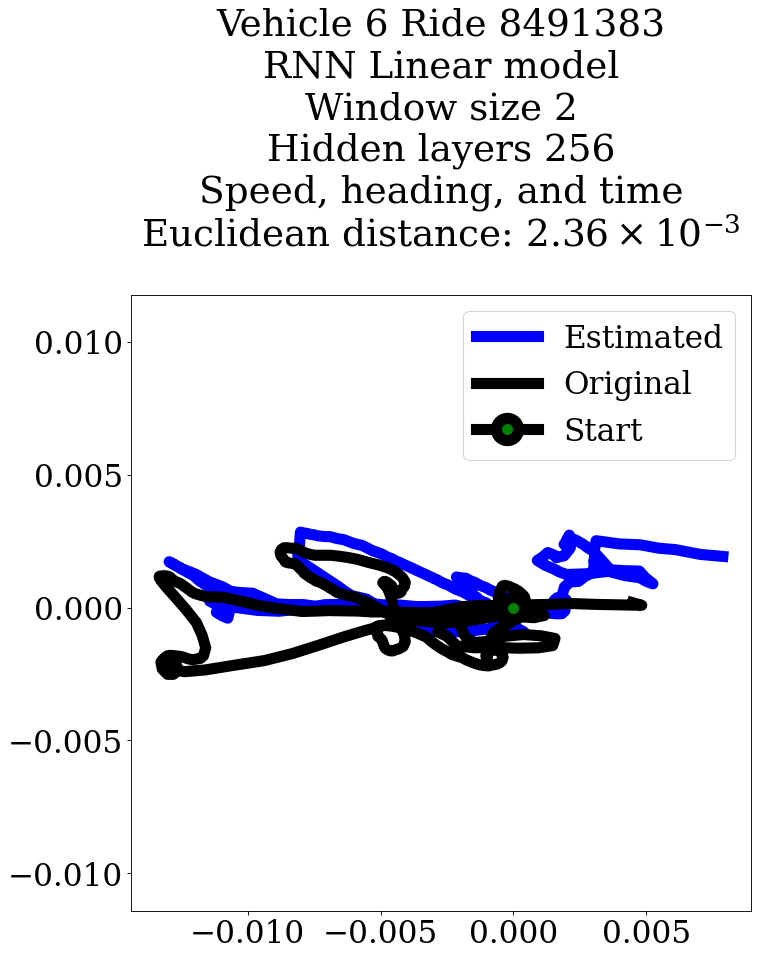 Vehicle 6 Ride 8491383
RNN Linear model
Window size 2
Hidden layers 256
Speed, heading, and time
Euclidean distance: 2.36 × 10⁻³
Estimated
Original
Start
0.010
0.005
0.000
−0.005
−0.010
−0.010 −0.005 0.000 0.005